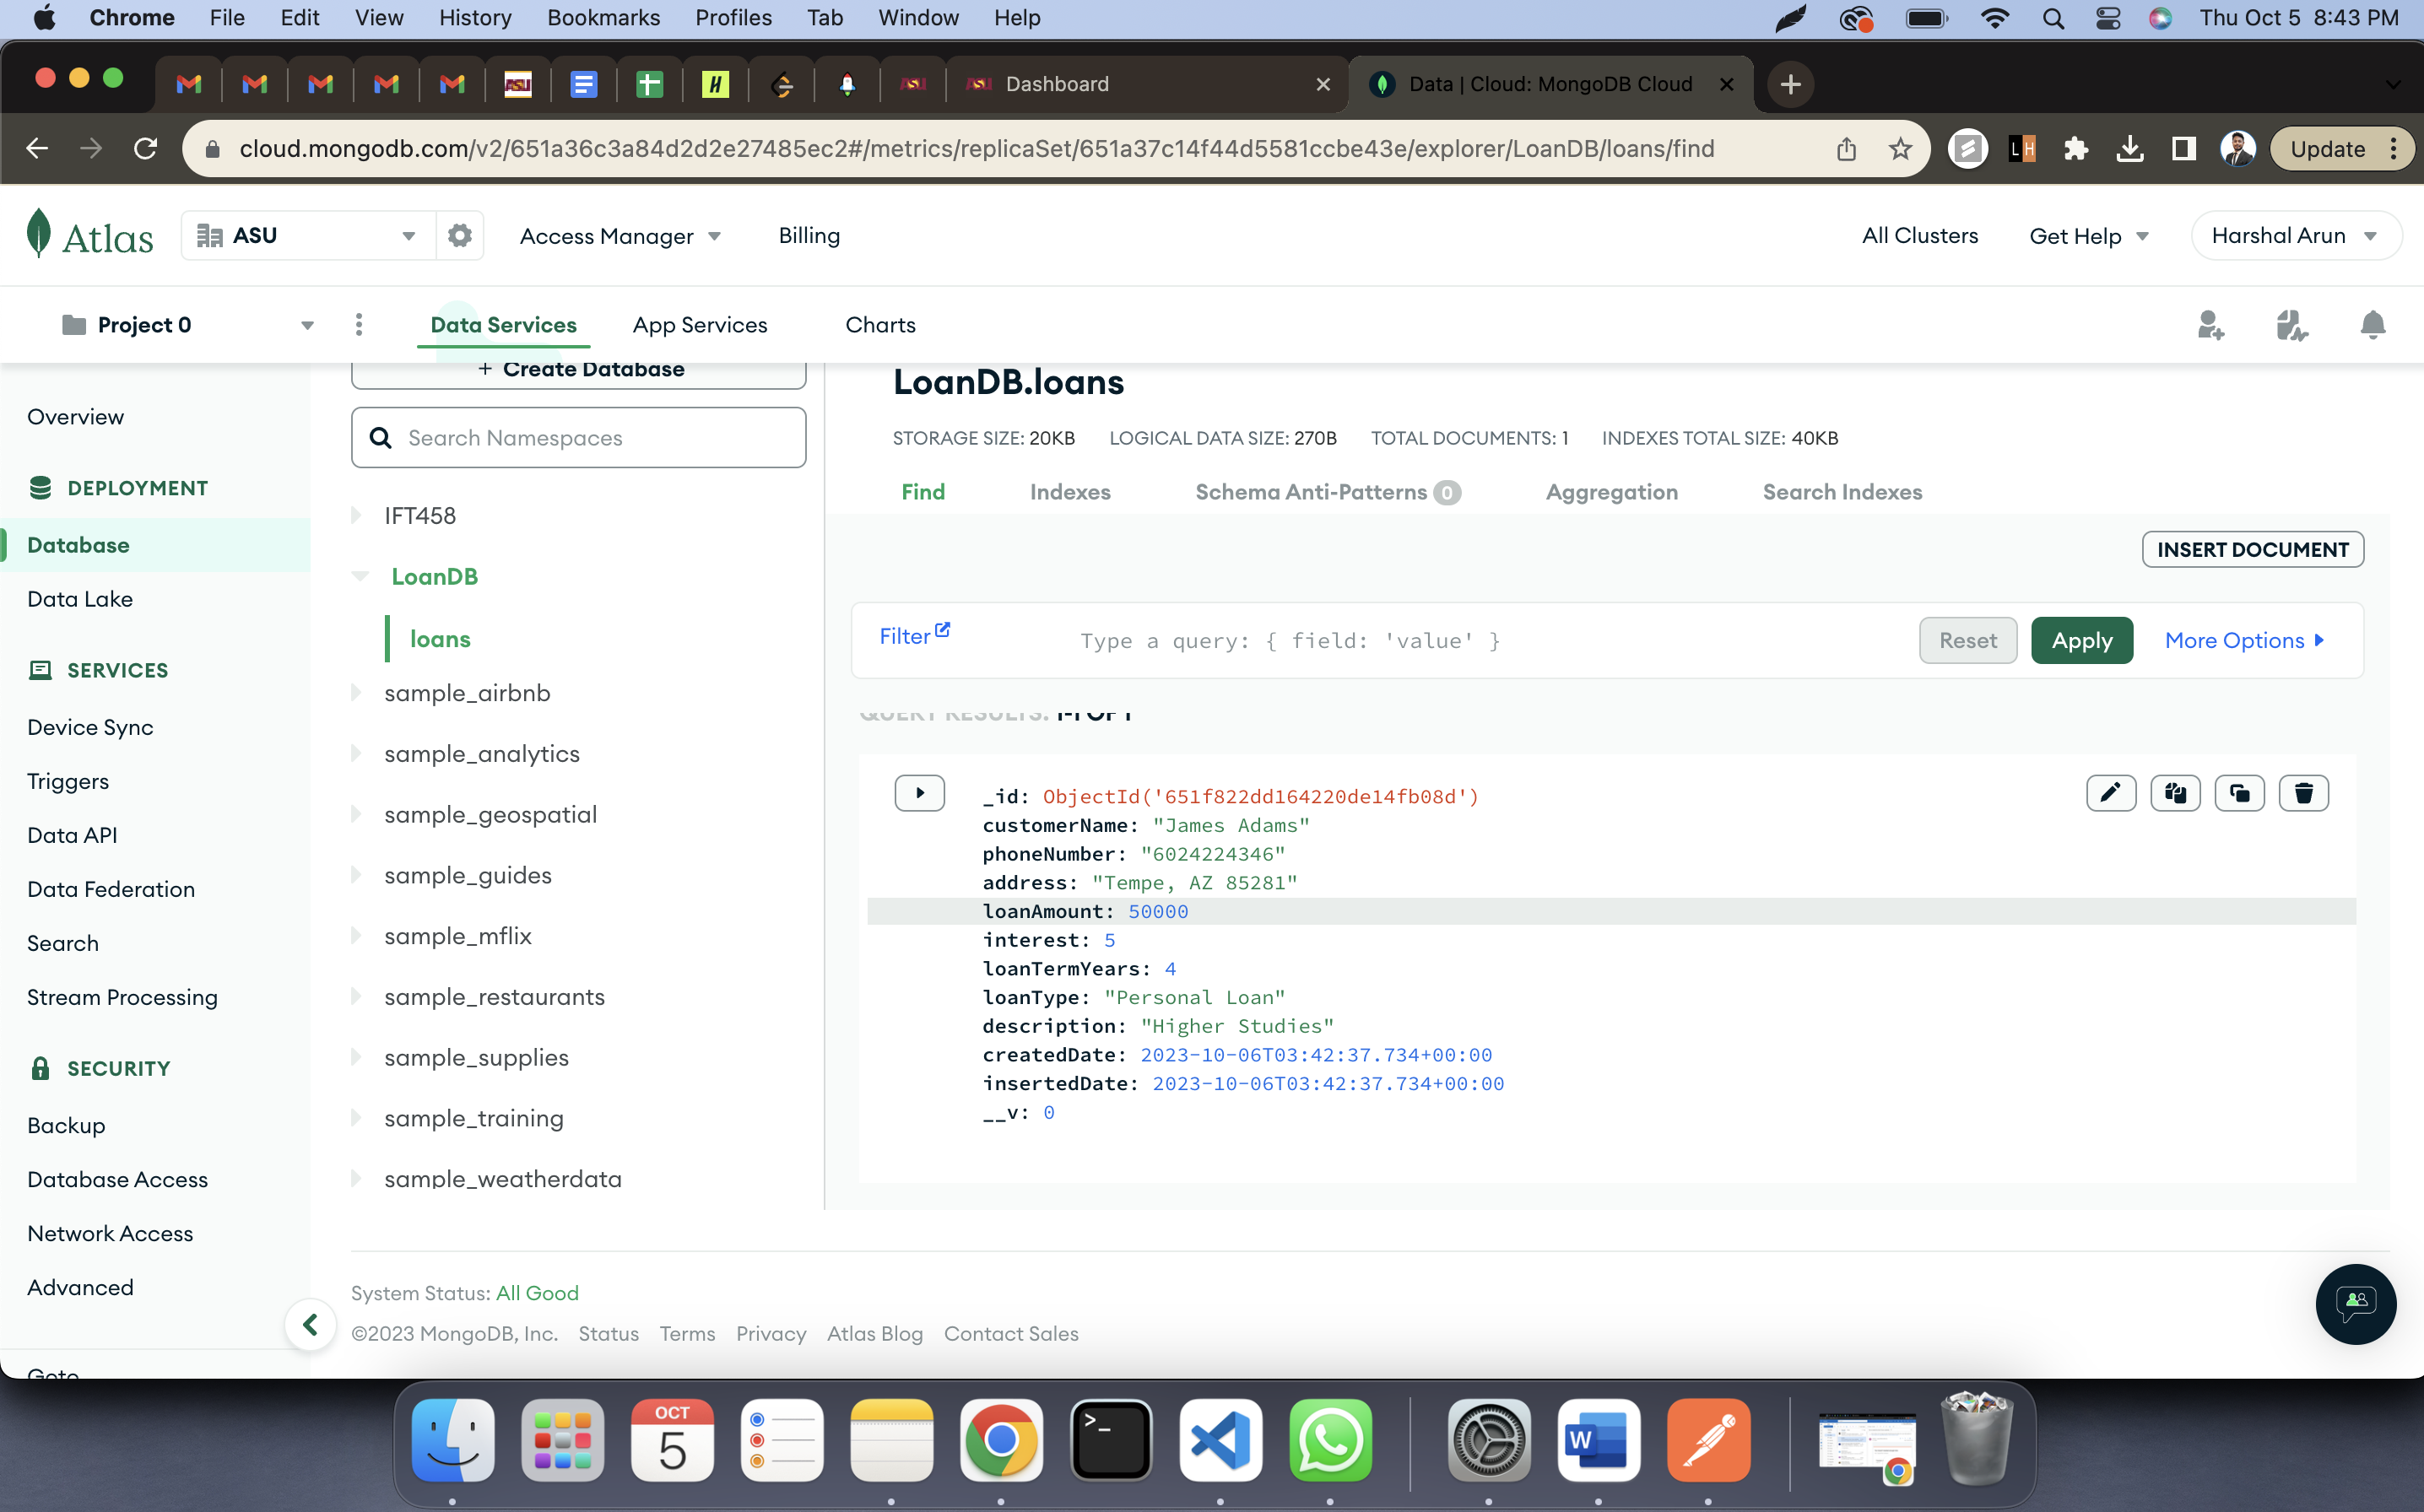 Chrome File Edit View History Bookmarks Profiles Tab Window Help Thu Oct 5 8:43 PM
Dashboard Data | Cloud: MongoDB Cloud
cloud.mongodb.com/v2/651a36c3a84d2d2e27485ec2#/metrics/replicaSet/651a37c14f44d5581ccbe43e/explorer/LoanDB/loans/find Update
Atlas ASU Access Manager Billing All Clusters Get Help Harshal Arun
Project 0 Data Services App Services Charts
Overview
DEPLOYMENT
Database
Data Lake
SERVICES
Device Sync
Triggers
Data API
Data Federation
Search
Stream Processing
SECURITY
Backup
Database Access
Network Access
Advanced
Goto
+ Create Database
Search Namespaces
IFT458
LoanDB
loans
sample_airbnb
sample_analytics
sample_geospatial
sample_guides
sample_mflix
sample_restaurants
sample_supplies
sample_training
sample_weatherdata
LoanDB.loans
STORAGE SIZE: 20KB LOGICAL DATA SIZE: 270B TOTAL DOCUMENTS: 1 INDEXES TOTAL SIZE: 40KB
Find Indexes Schema Anti-Patterns 0 Aggregation Search Indexes
INSERT DOCUMENT
Filter Type a query: { field: 'value' } Reset Apply More Options
QUERY RESULTS: 1-1 OF 1
_id: ObjectId('651f822dd164220de14fb08d')
customerName: "James Adams"
phoneNumber: "6024224346"
address: "Tempe, AZ 85281"
loanAmount: 50000
interest: 5
loanTermYears: 4
loanType: "Personal Loan"
description: "Higher Studies"
createdDate: 2023-10-06T03:42:37.734+00:00
insertedDate: 2023-10-06T03:42:37.734+00:00
__v: 0
System Status: All Good
©2023 MongoDB, Inc. Status Terms Privacy Atlas Blog Contact Sales
OCT
5